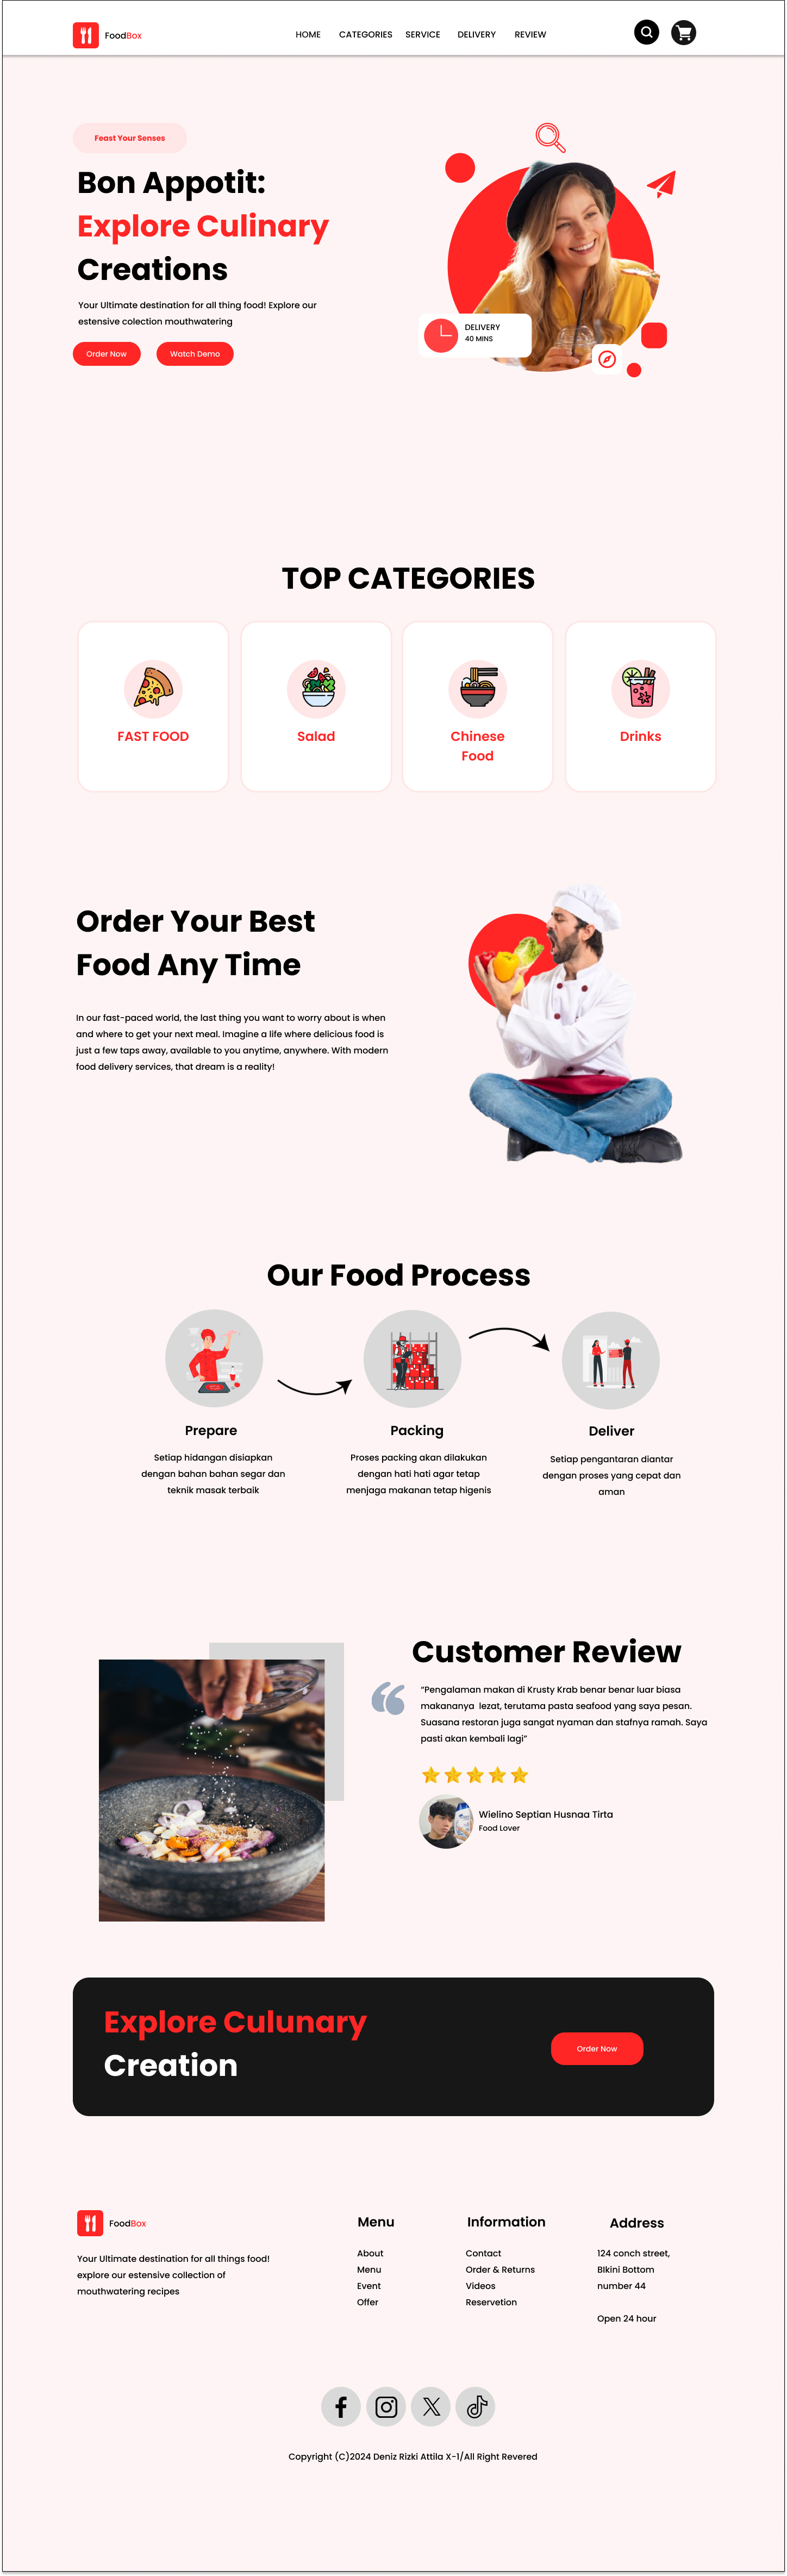 FoodBox
HOME CATEGORIES SERVICE DELIVERY REVIEW
Feast Your Senses
Bon Appotit:
Explore Culinary
Creations
Your Ultimate destination for all thing food! Explore our
estensive colection mouthwatering
Order Now Watch Demo
DELIVERY
40 MINS
TOP CATEGORIES
FAST FOOD
Salad
Chinese
Food
Drinks
Order Your Best
Food Any Time
In our fast-paced world, the last thing you want to worry about is when
and where to get your next meal. Imagine a life where delicious food is
just a few taps away, available to you anytime, anywhere. With modern
food delivery services, that dream is a reality!
Our Food Process
Prepare
Setiap hidangan disiapkan
dengan bahan bahan segar dan
teknik masak terbaik
Packing
Proses packing akan dilakukan
dengan hati hati agar tetap
menjaga makanan tetap higenis
Deliver
Setiap pengantaran diantar
dengan proses yang cepat dan
aman
Customer Review
“Pengalaman makan di Krusty Krab benar benar luar biasa
makananya lezat, terutama pasta seafood yang saya pesan.
Suasana restoran juga sangat nyaman dan stafnya ramah. Saya
pasti akan kembali lagi”
Wielino Septian Husnaa Tirta
Food Lover
Explore Culunary
Creation
Order Now
FoodBox
Your Ultimate destination for all things food!
explore our estensive collection of
mouthwatering recipes
Menu
About
Menu
Event
Offer
Information
Contact
Order & Returns
Videos
Reservetion
Address
124 conch street,
BIkini Bottom
number 44
Open 24 hour
Copyright (C)2024 Deniz Rizki Attila X-1/All Right Revered